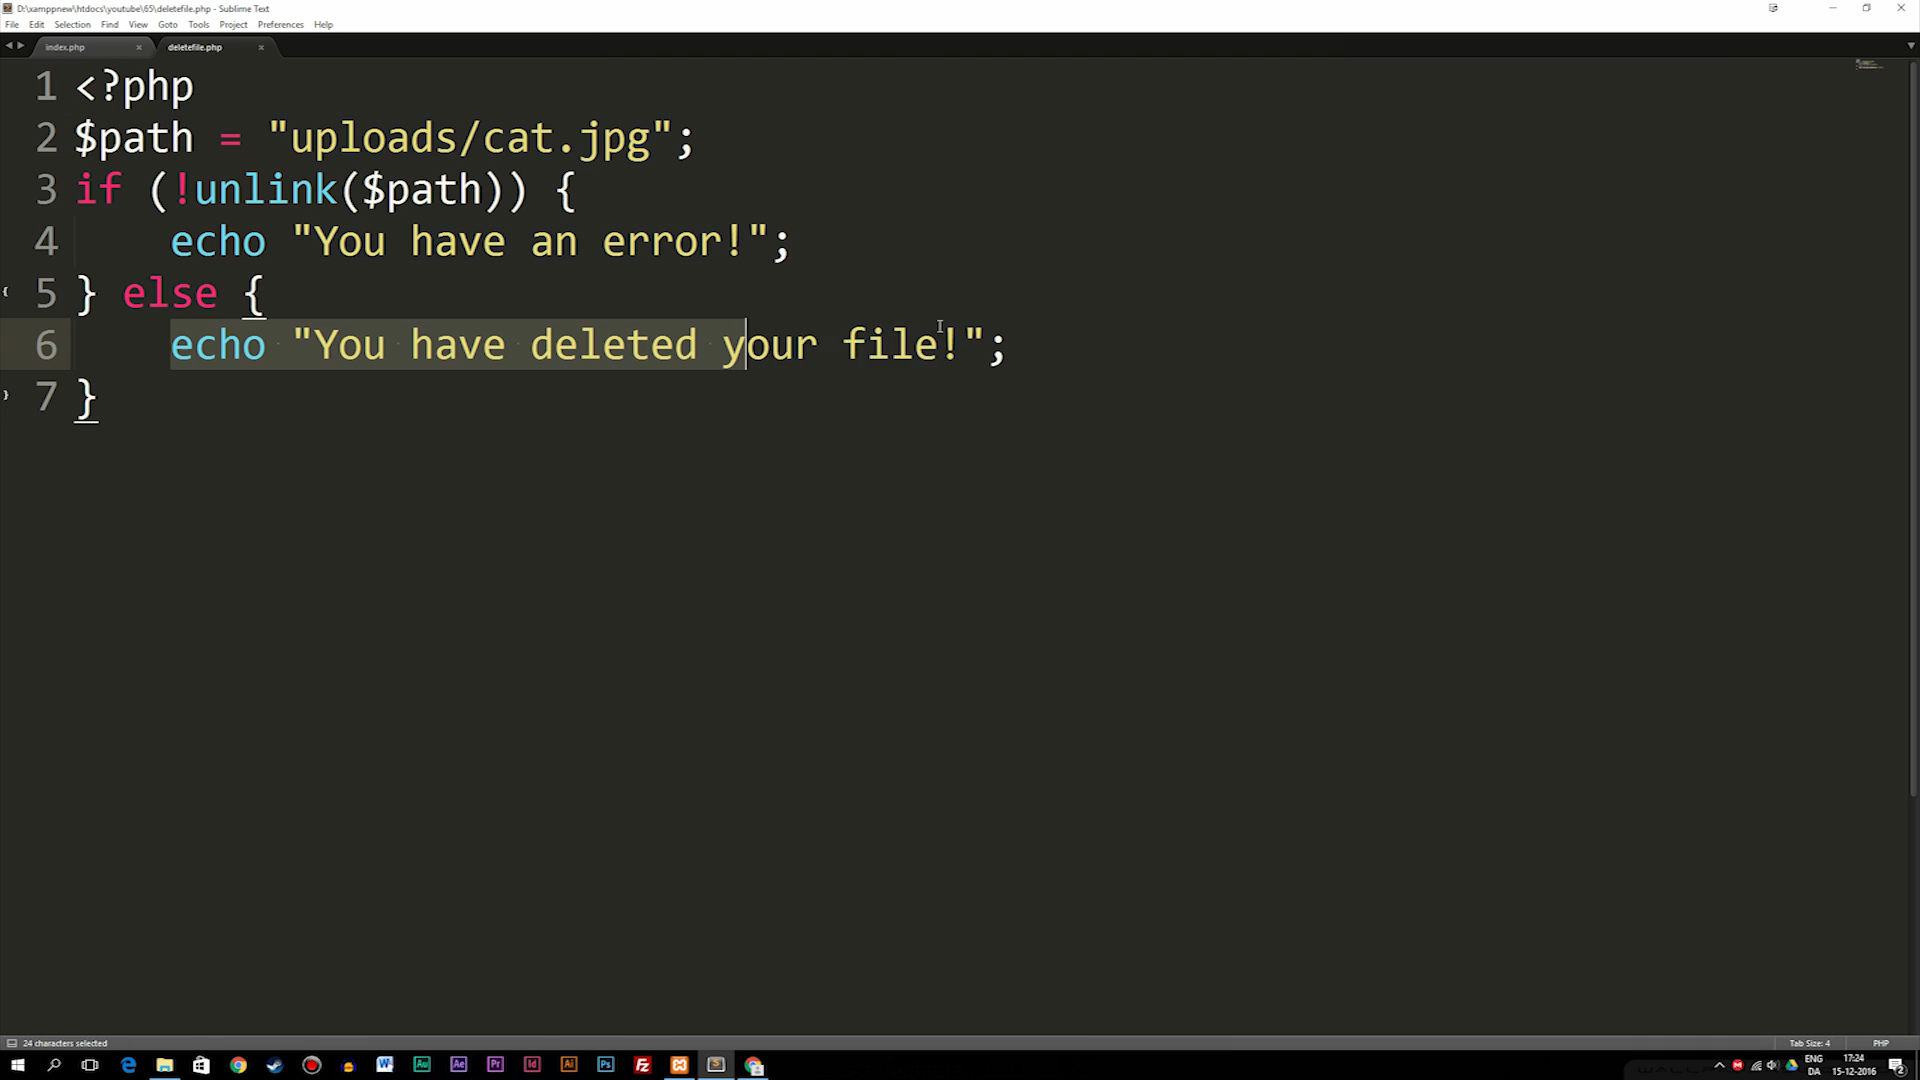 D:\xamppnew\htdocs\youtube\65\deletefile.php - Sublime Text
File Edit Selection Find View Goto Tools Project Preferences Help
index.php × deletefile.php ×
1 <?php
2 $path = "uploads/cat.jpg";
3 if (!unlink($path)) {
4     echo "You have an error!";
5 } else {
6     echo "You have deleted your file!";
7 }
24 characters selected Tab Size: 4 PHP
ENG 17:24
DA 15-12-2016